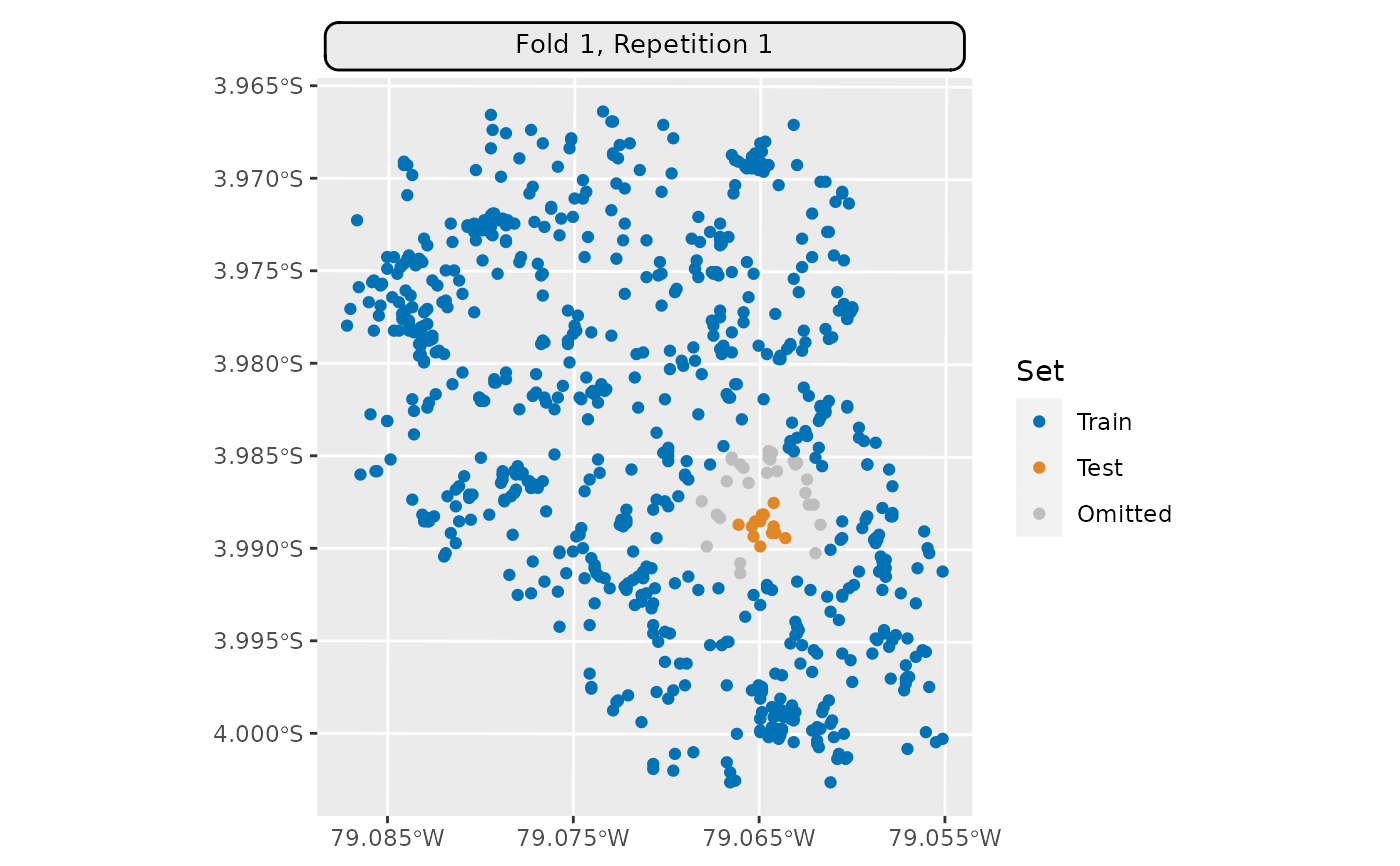 Fold 1, Repetition 1
3.965°S
3.970°S
3.975°S
3.980°S
3.985°S
3.990°S
3.995°S
4.000°S
79.085°W 79.075°W 79.065°W 79.055°W
Set
Train
Test
Omitted